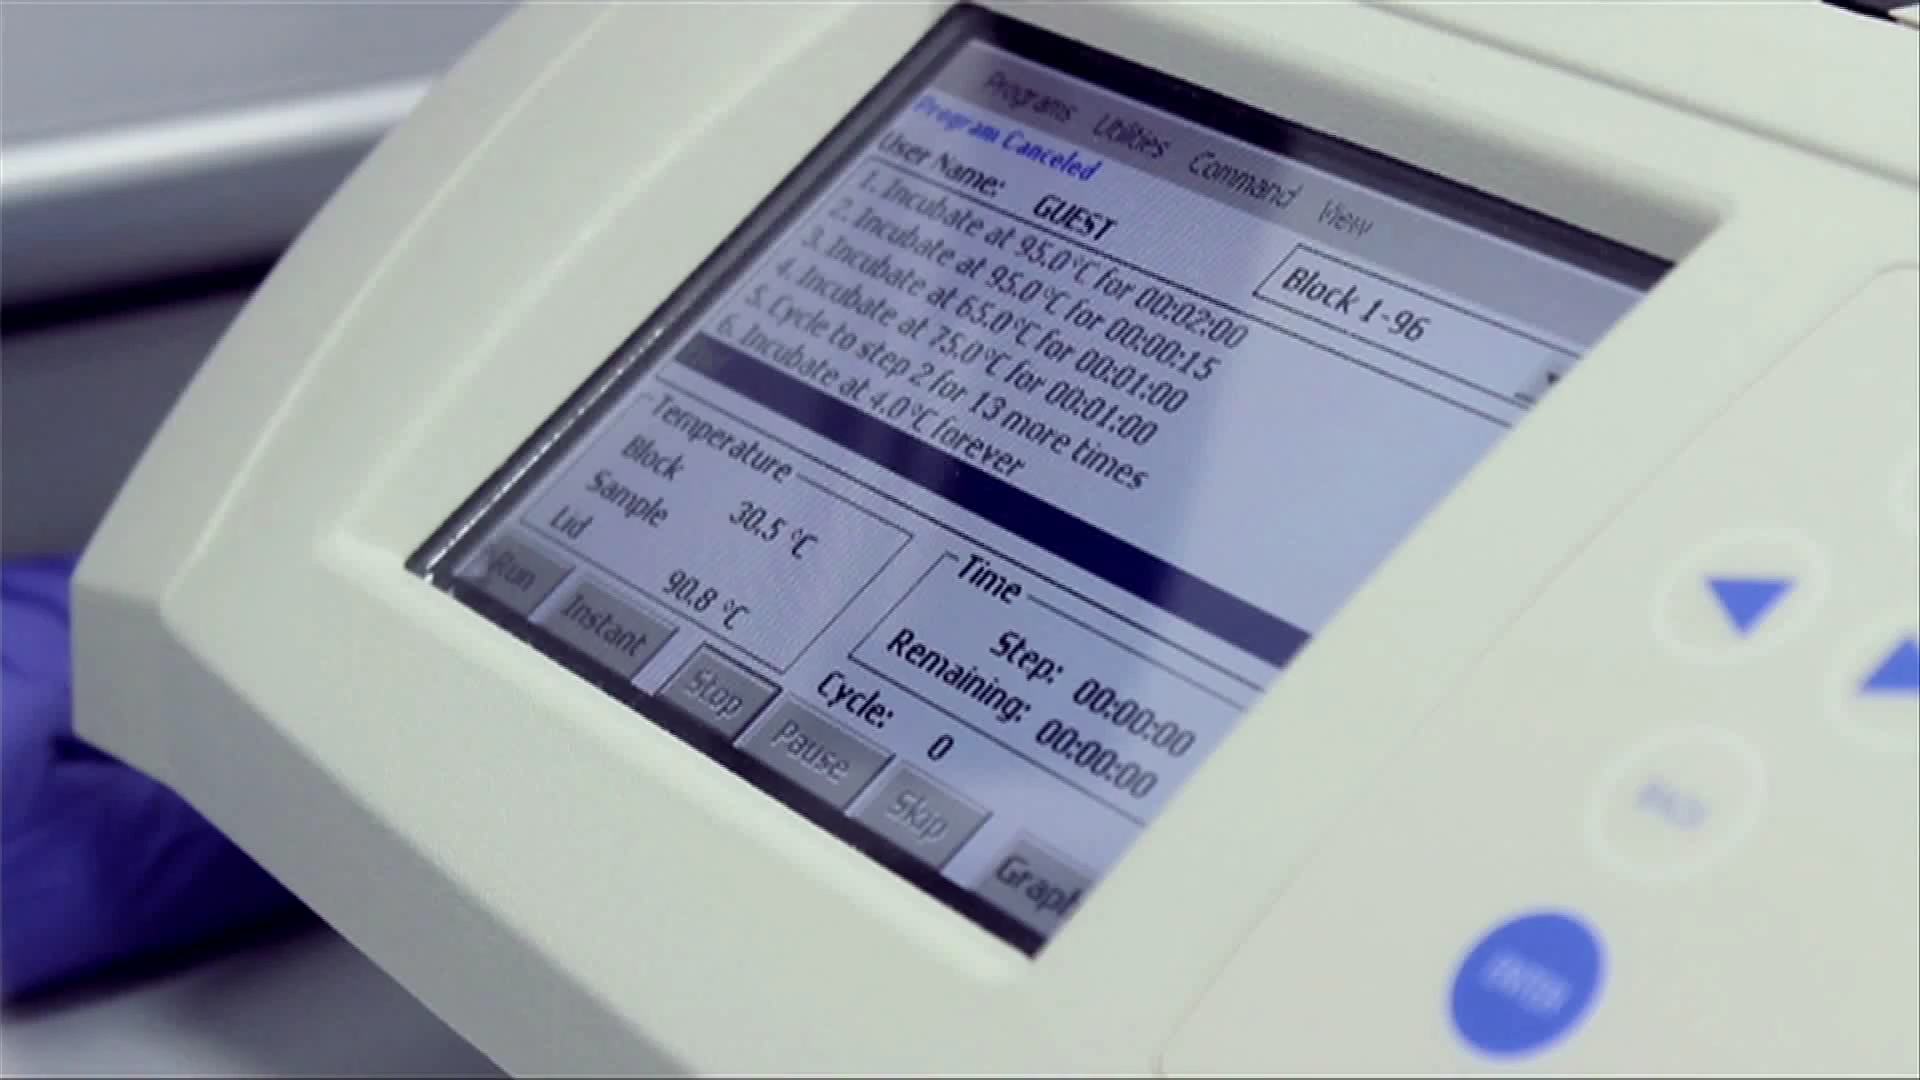 Programs Utilities Command View
Program Canceled
User Name: GUEST
Block 1-96
1. Incubate at 95.0°C for 00:02:00
2. Incubate at 95.0°C for 00:00:15
3. Incubate at 65.0°C for 00:01:00
4. Incubate at 75.0°C for 00:01:00
5. Cycle to step 2 for 13 more times
6. Incubate at 4.0°C forever
Temperature
Block 30.5 °C
Sample
Lid 90.8 °C
Time
Step: 00:00:00
Remaining: 00:00:00
Cycle: 0
Run Instant Stop Pause Skip Graph
ENTER